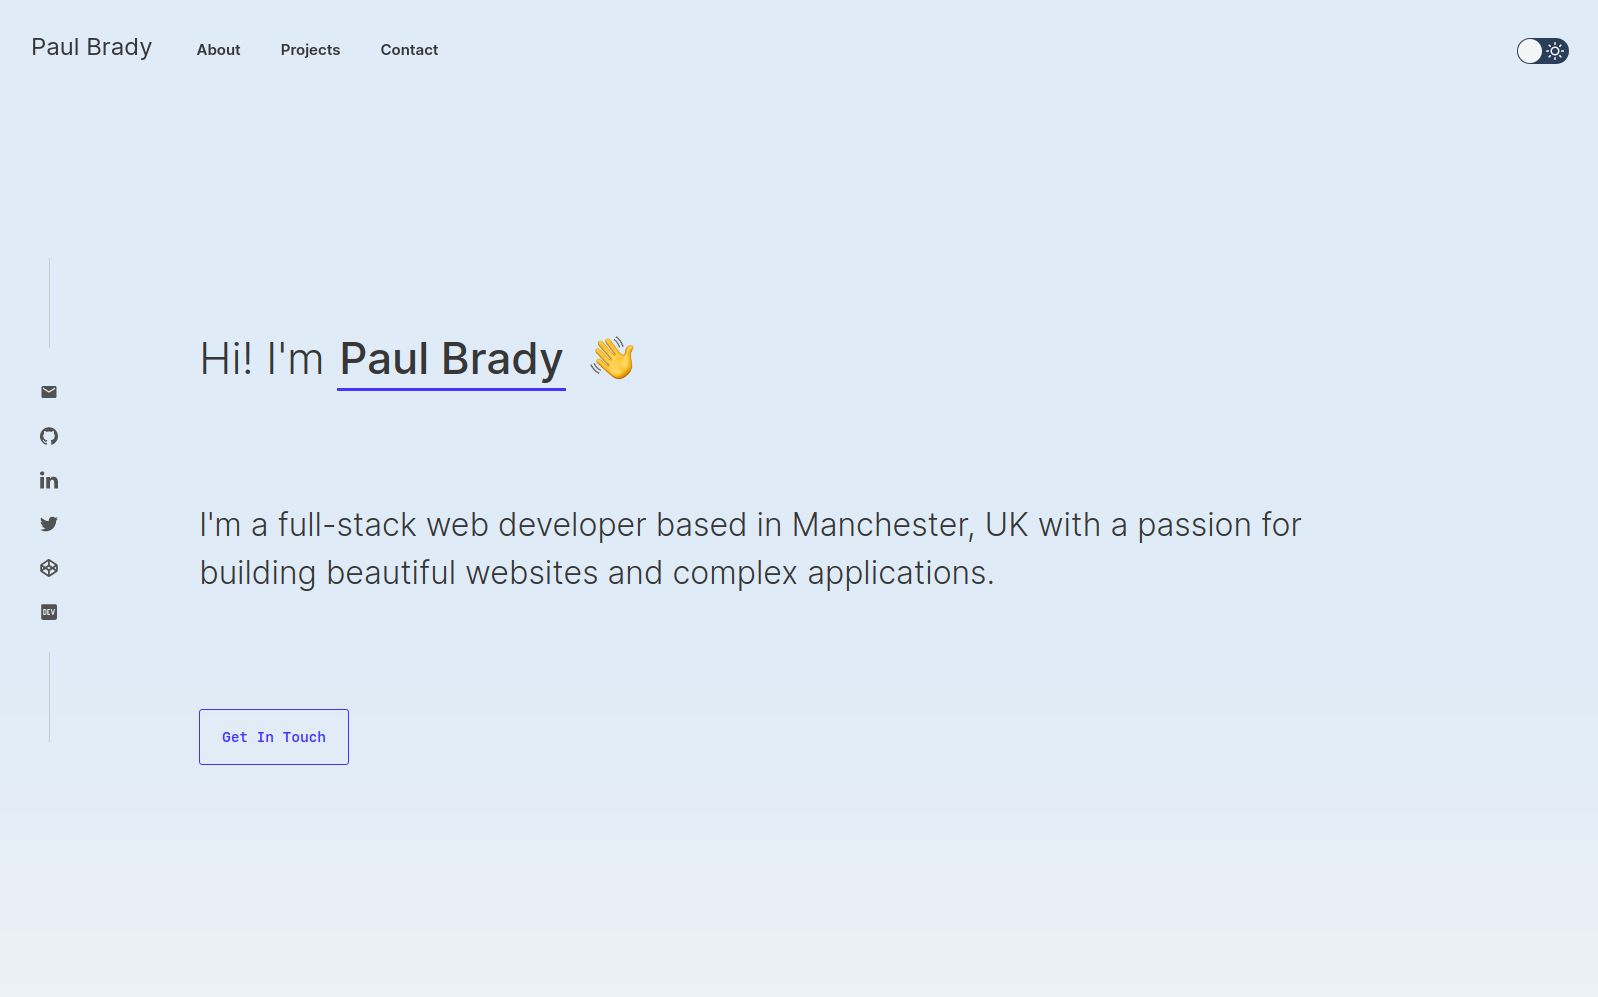 Paul Brady
About
Projects
Contact
Hi! I'm Paul Brady 👋
I'm a full-stack web developer based in Manchester, UK with a passion for
building beautiful websites and complex applications.
in
DEV
Get In Touch